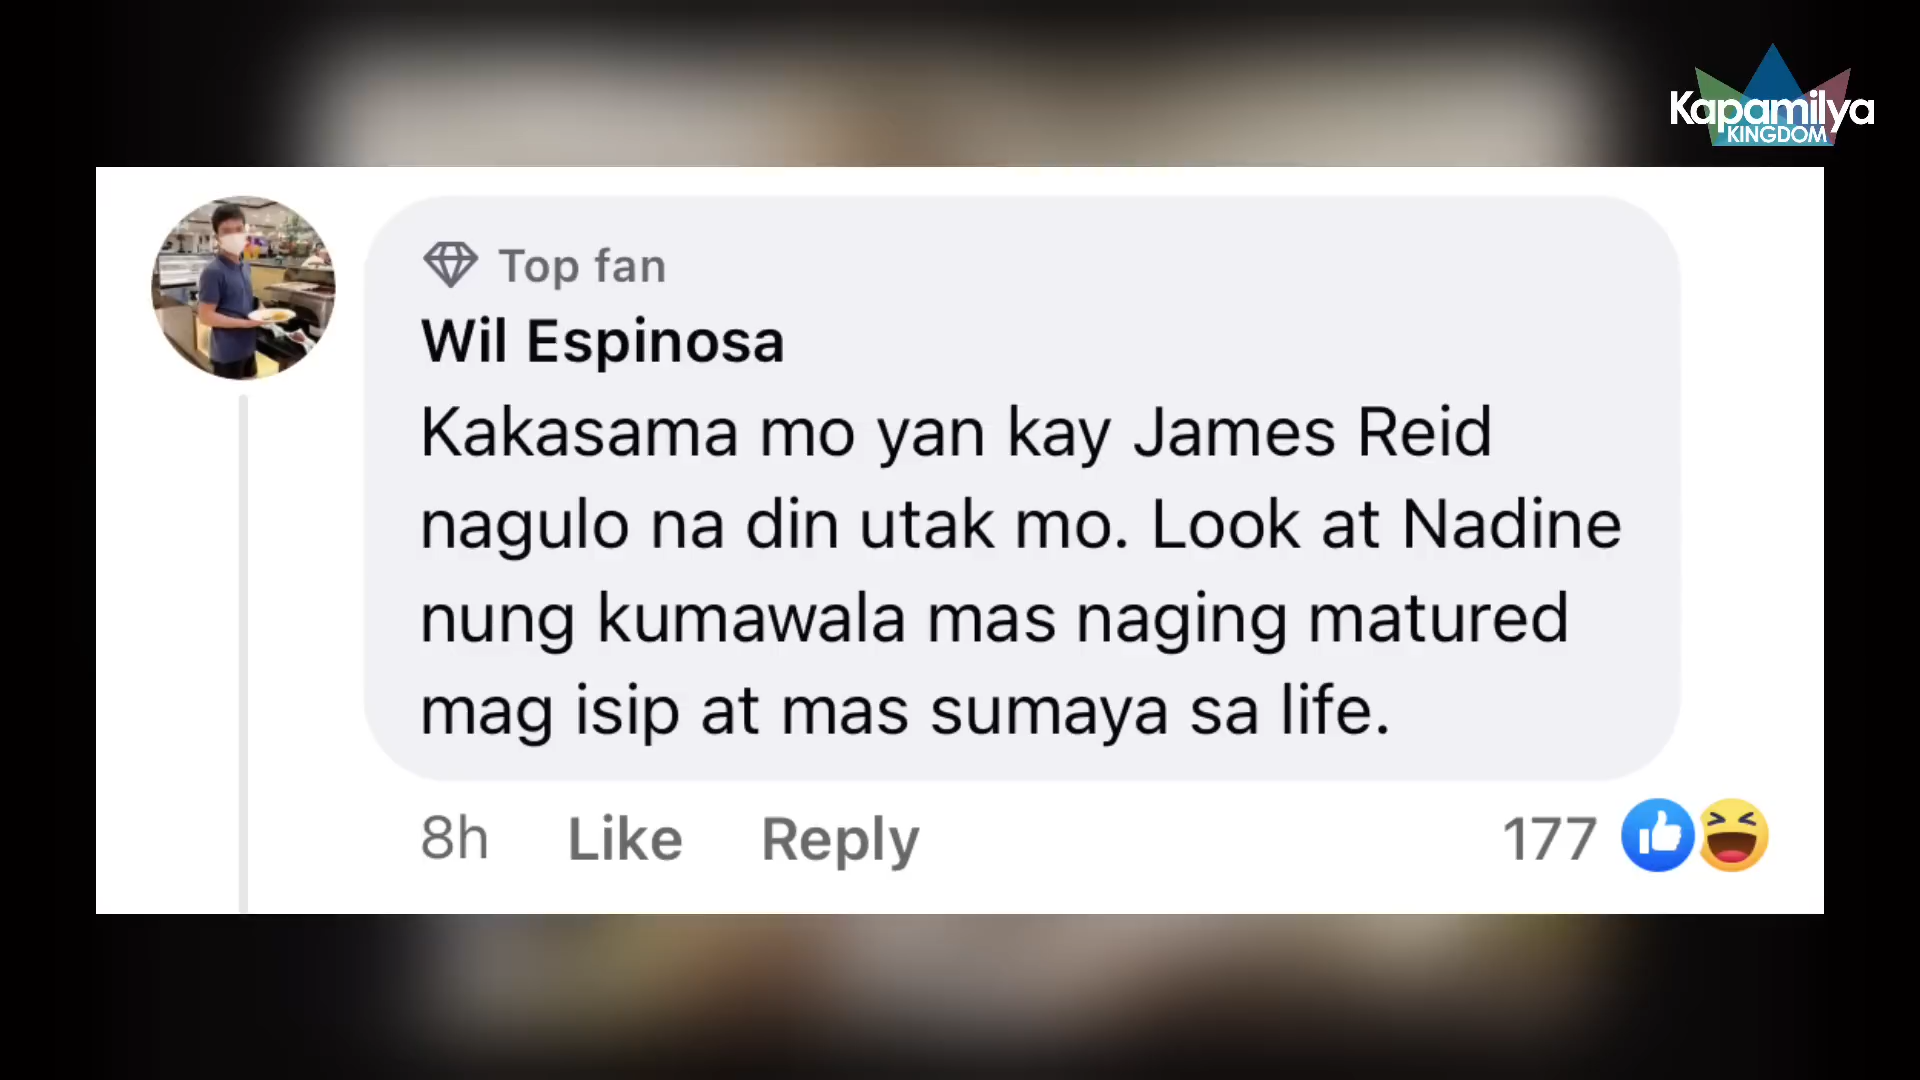 Kapamilya
KINGDOM
Top fan
Wil Espinosa
Kakasama mo yan kay James Reid
nagulo na din utak mo. Look at Nadine
nung kumawala mas naging matured
mag isip at mas sumaya sa life.
8h Like Reply 177